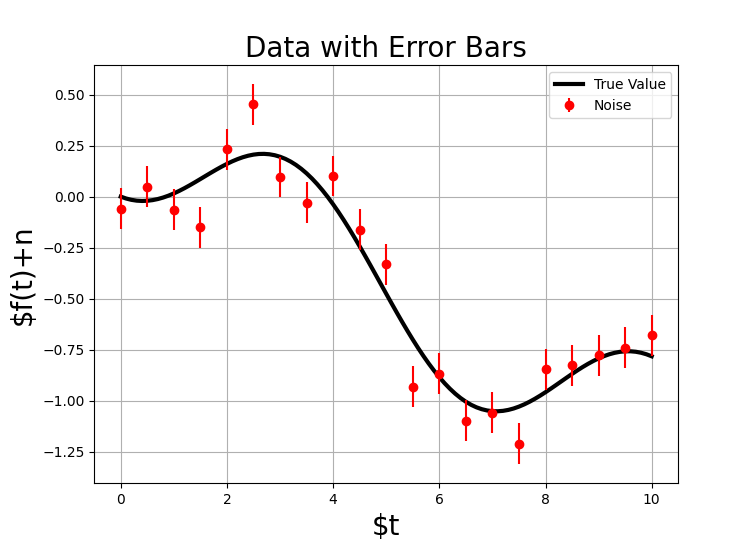 Data with Error Bars
True Value
Noise
0.50
0.25
0.00
−0.25
−0.50
−0.75
−1.00
−1.25
$f(t)+n
0 2 4 6 8 10
$t